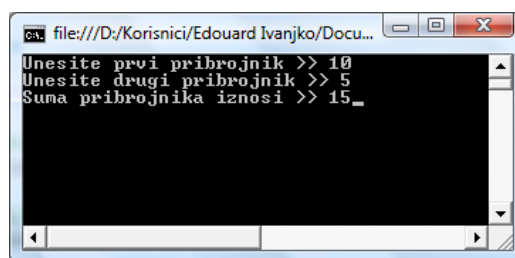 file:///D:/Korisnici/Edouard Ivanjko/Docu...
Unesite prvi pribrojnik >> 10
Unesite drugi pribrojnik >> 5
Suma pribrojnika iznosi >> 15_